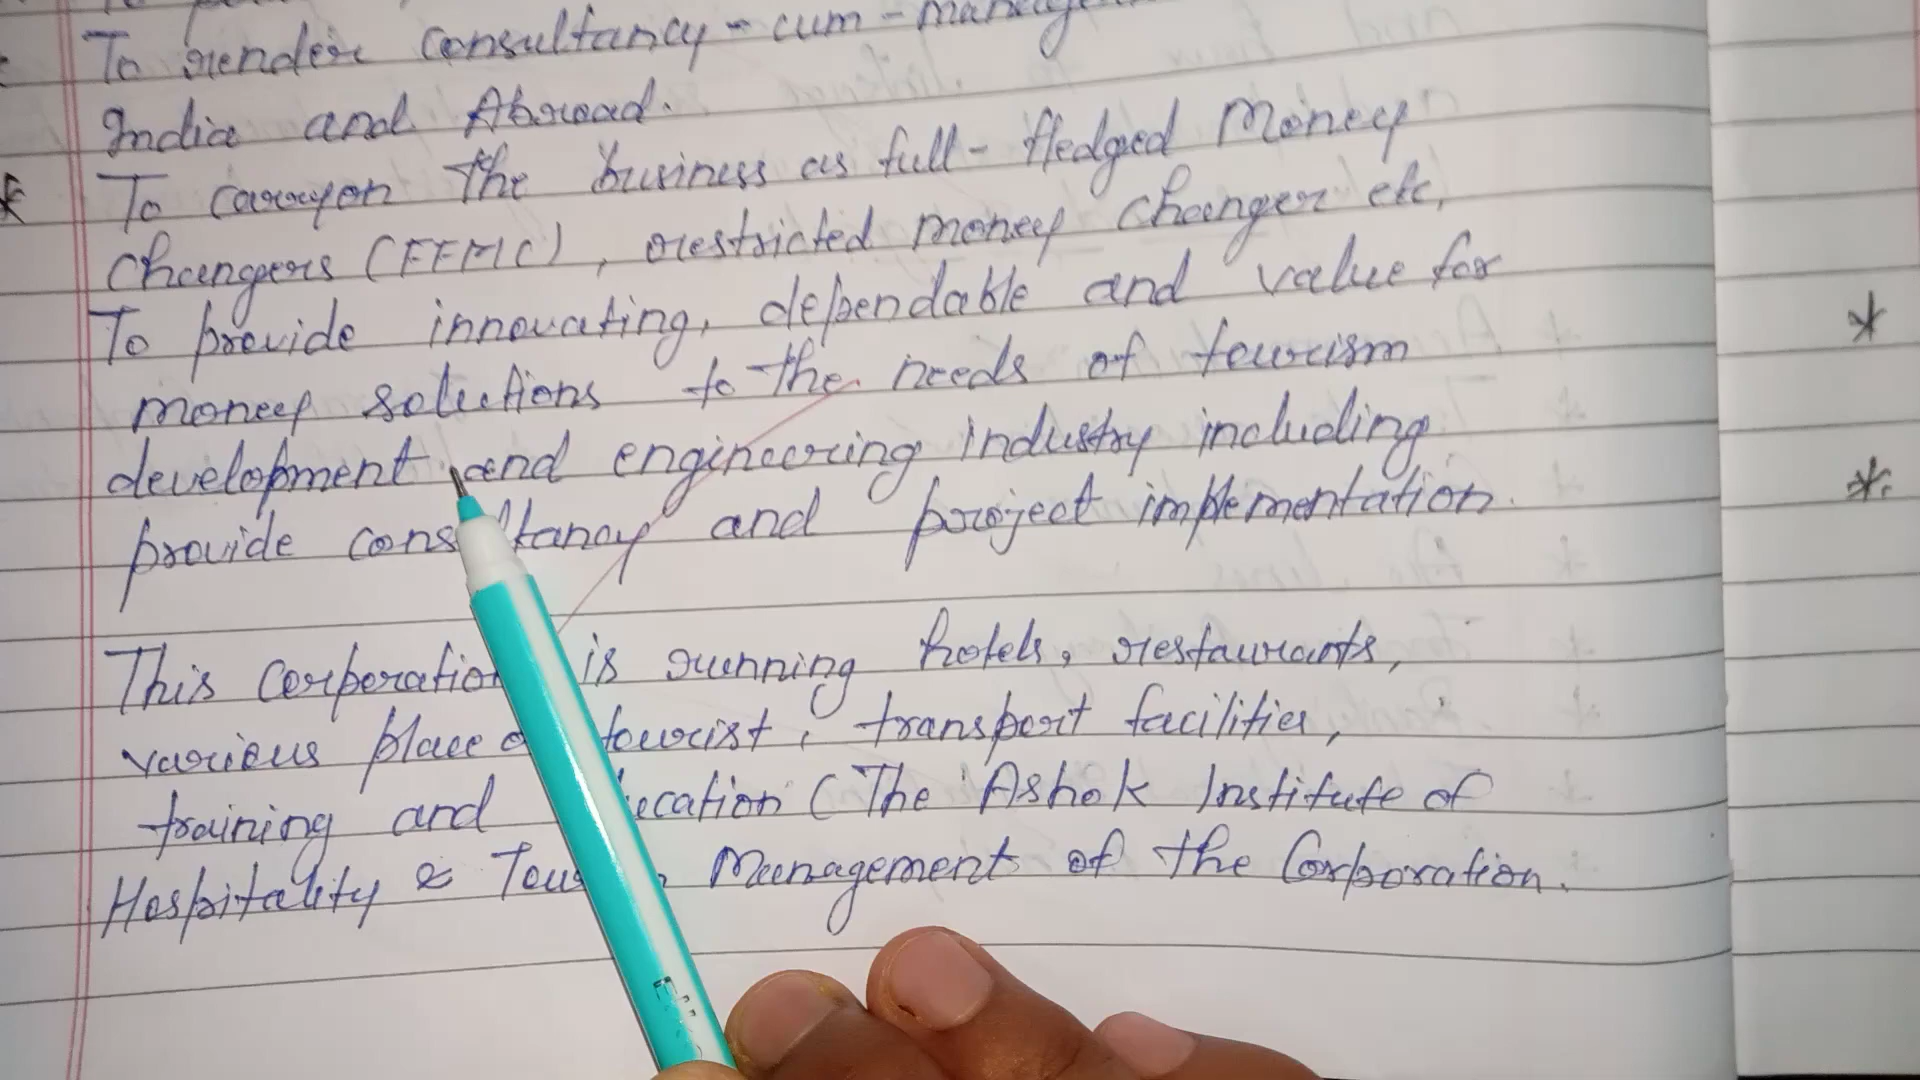 To render consultancy - cum - manag
India and Abroad.
To carryon the business as full - fledged Money
changers (FFMC), restricted money changer etc,
To provide innovating, dependable and value for
money solutions to the needs of tourism
development and engineering industry including
provide consultancy and project implementation.
This corporation is running hotels, restaurants,
various place tourist, transport facilities,
training and (The Ashok Institute of
Hospitality & Management of the Corporation.